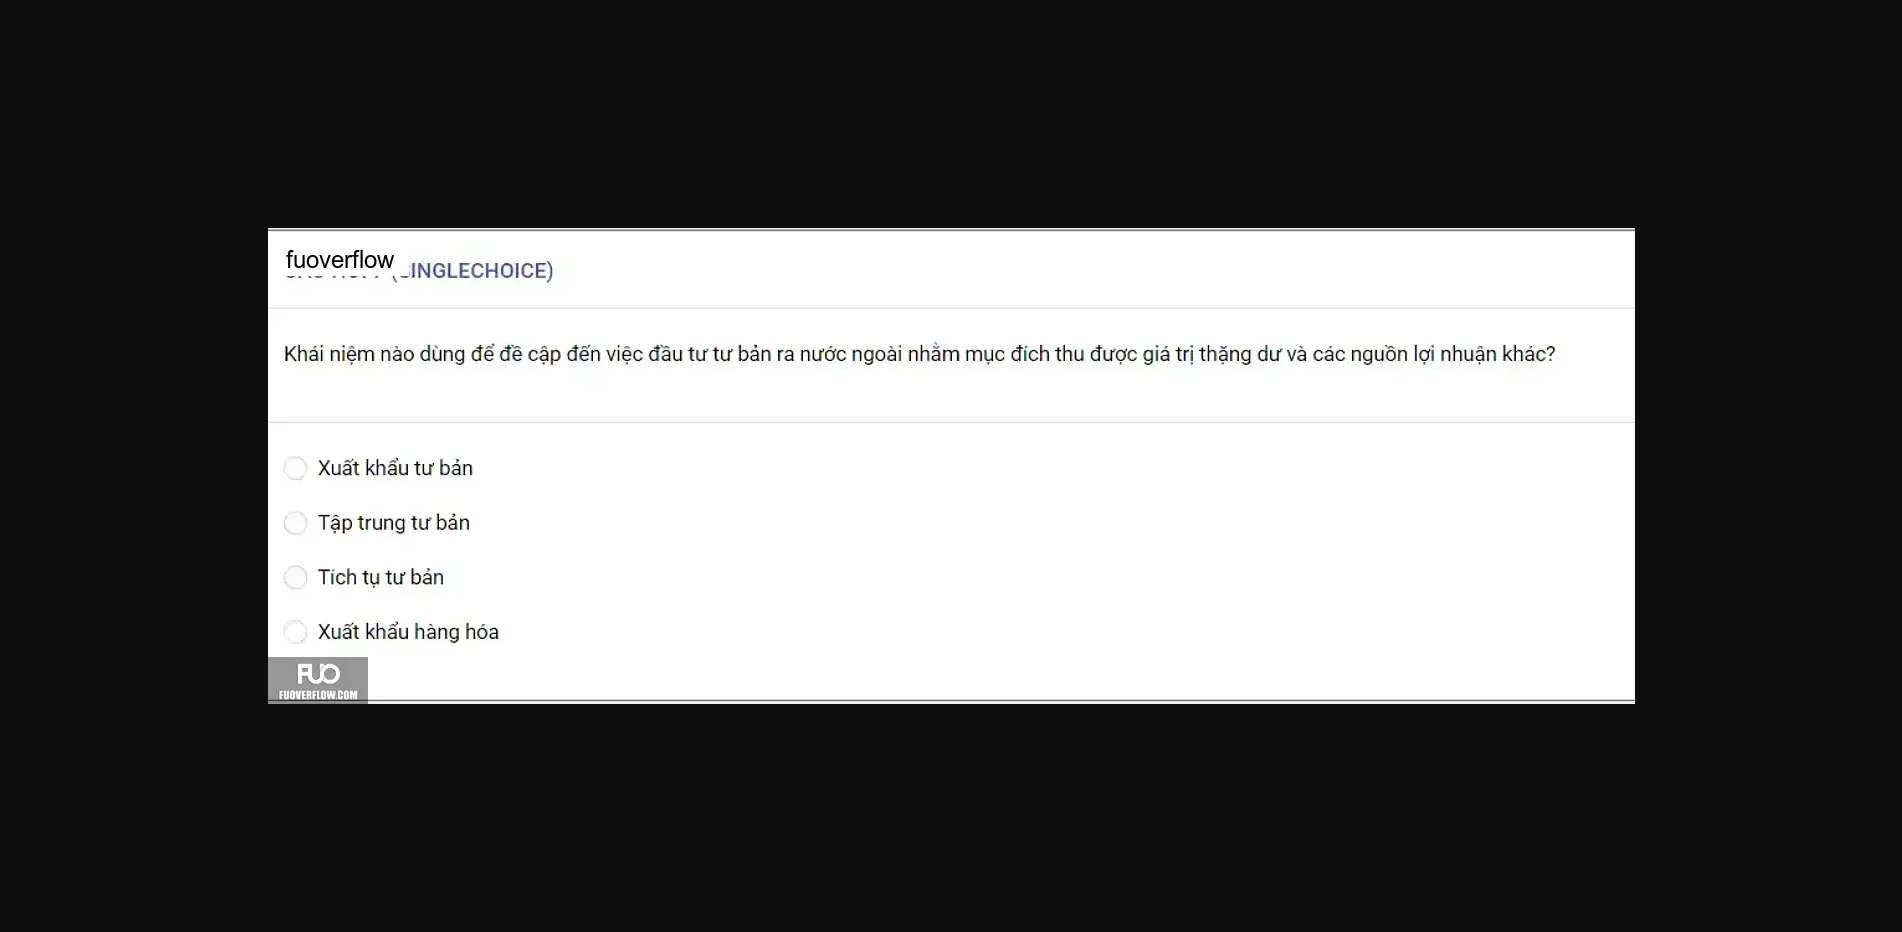 fuoverflow
(SINGLECHOICE)
Khái niệm nào dùng để đề cập đến việc đầu tư tư bản ra nước ngoài nhằm mục đích thu được giá trị thặng dư và các nguồn lợi nhuận khác?
Xuất khẩu tư bản
Tập trung tư bản
Tích tụ tư bản
Xuất khẩu hàng hóa
FUO
FUOVERFLOW.COM